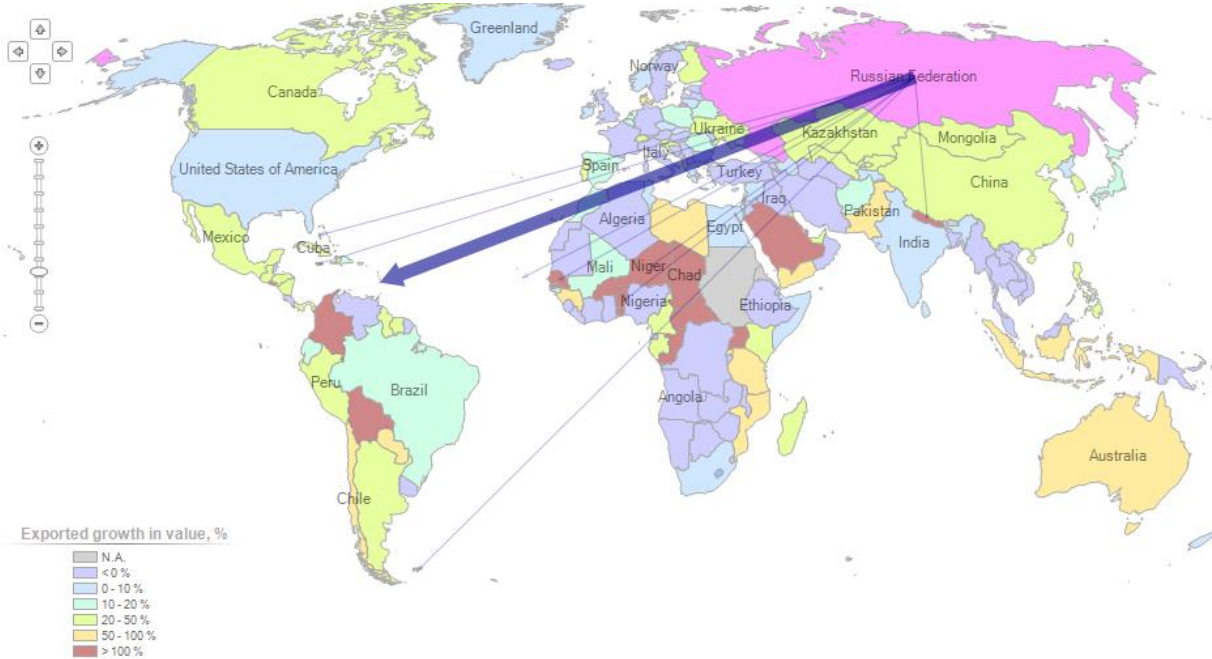 Greenland
Norway
Russian Federation
Canada
Ukraine
Kazakhstan
Mongolia
Italy
Spain
United States of America
Turkey
China
Iraq
Algeria
Pakistan
Mexico
Cuba
Egypt
India
Mali
Niger
Chad
Nigeria
Ethiopia
Peru
Brazil
Angola
Australia
Chile
Exported growth in value, %
N.A.
< 0 %
0 - 10 %
10 - 20 %
20 - 50 %
50 - 100 %
> 100 %